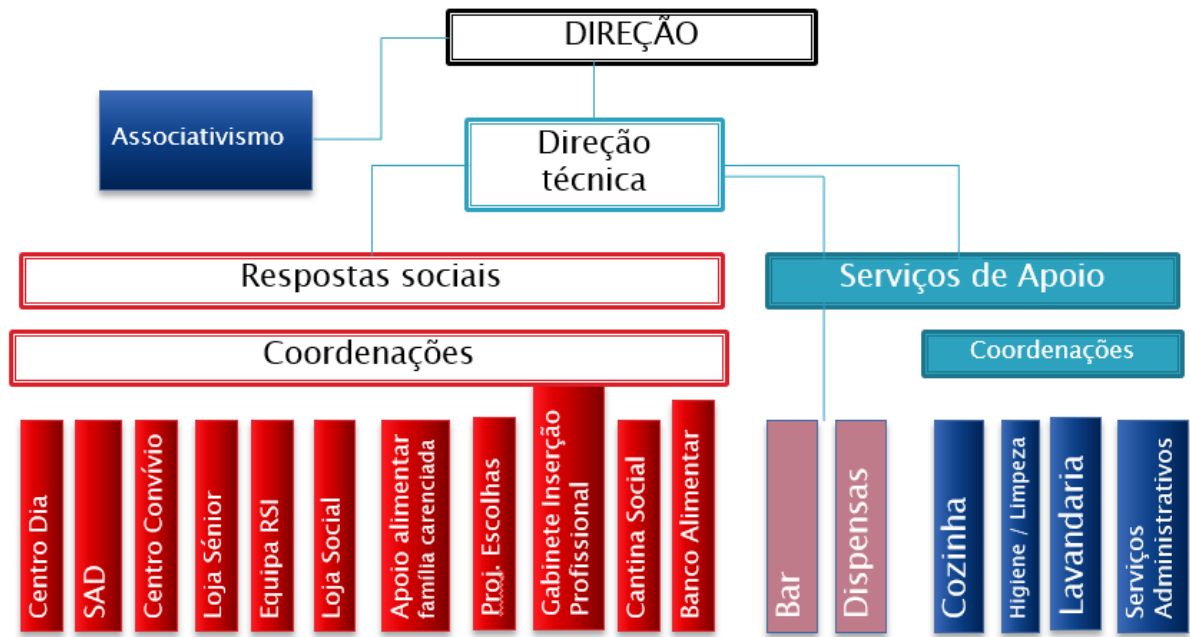 DIREÇÃO
Associativismo
Direção
técnica
Respostas sociais
Serviços de Apoio
Coordenações
Coordenações
Centro Dia
SAD
Centro Convívio
Loja Sénior
Equipa RSI
Loja Social
Apoio alimentar
família carenciada
Proj. Escolhas
Gabinete Inserção
Profissional
Cantina Social
Banco Alimentar
Bar
Dispensas
Cozinha
Higiene / Limpeza
Lavandaria
Serviços
Administrativos